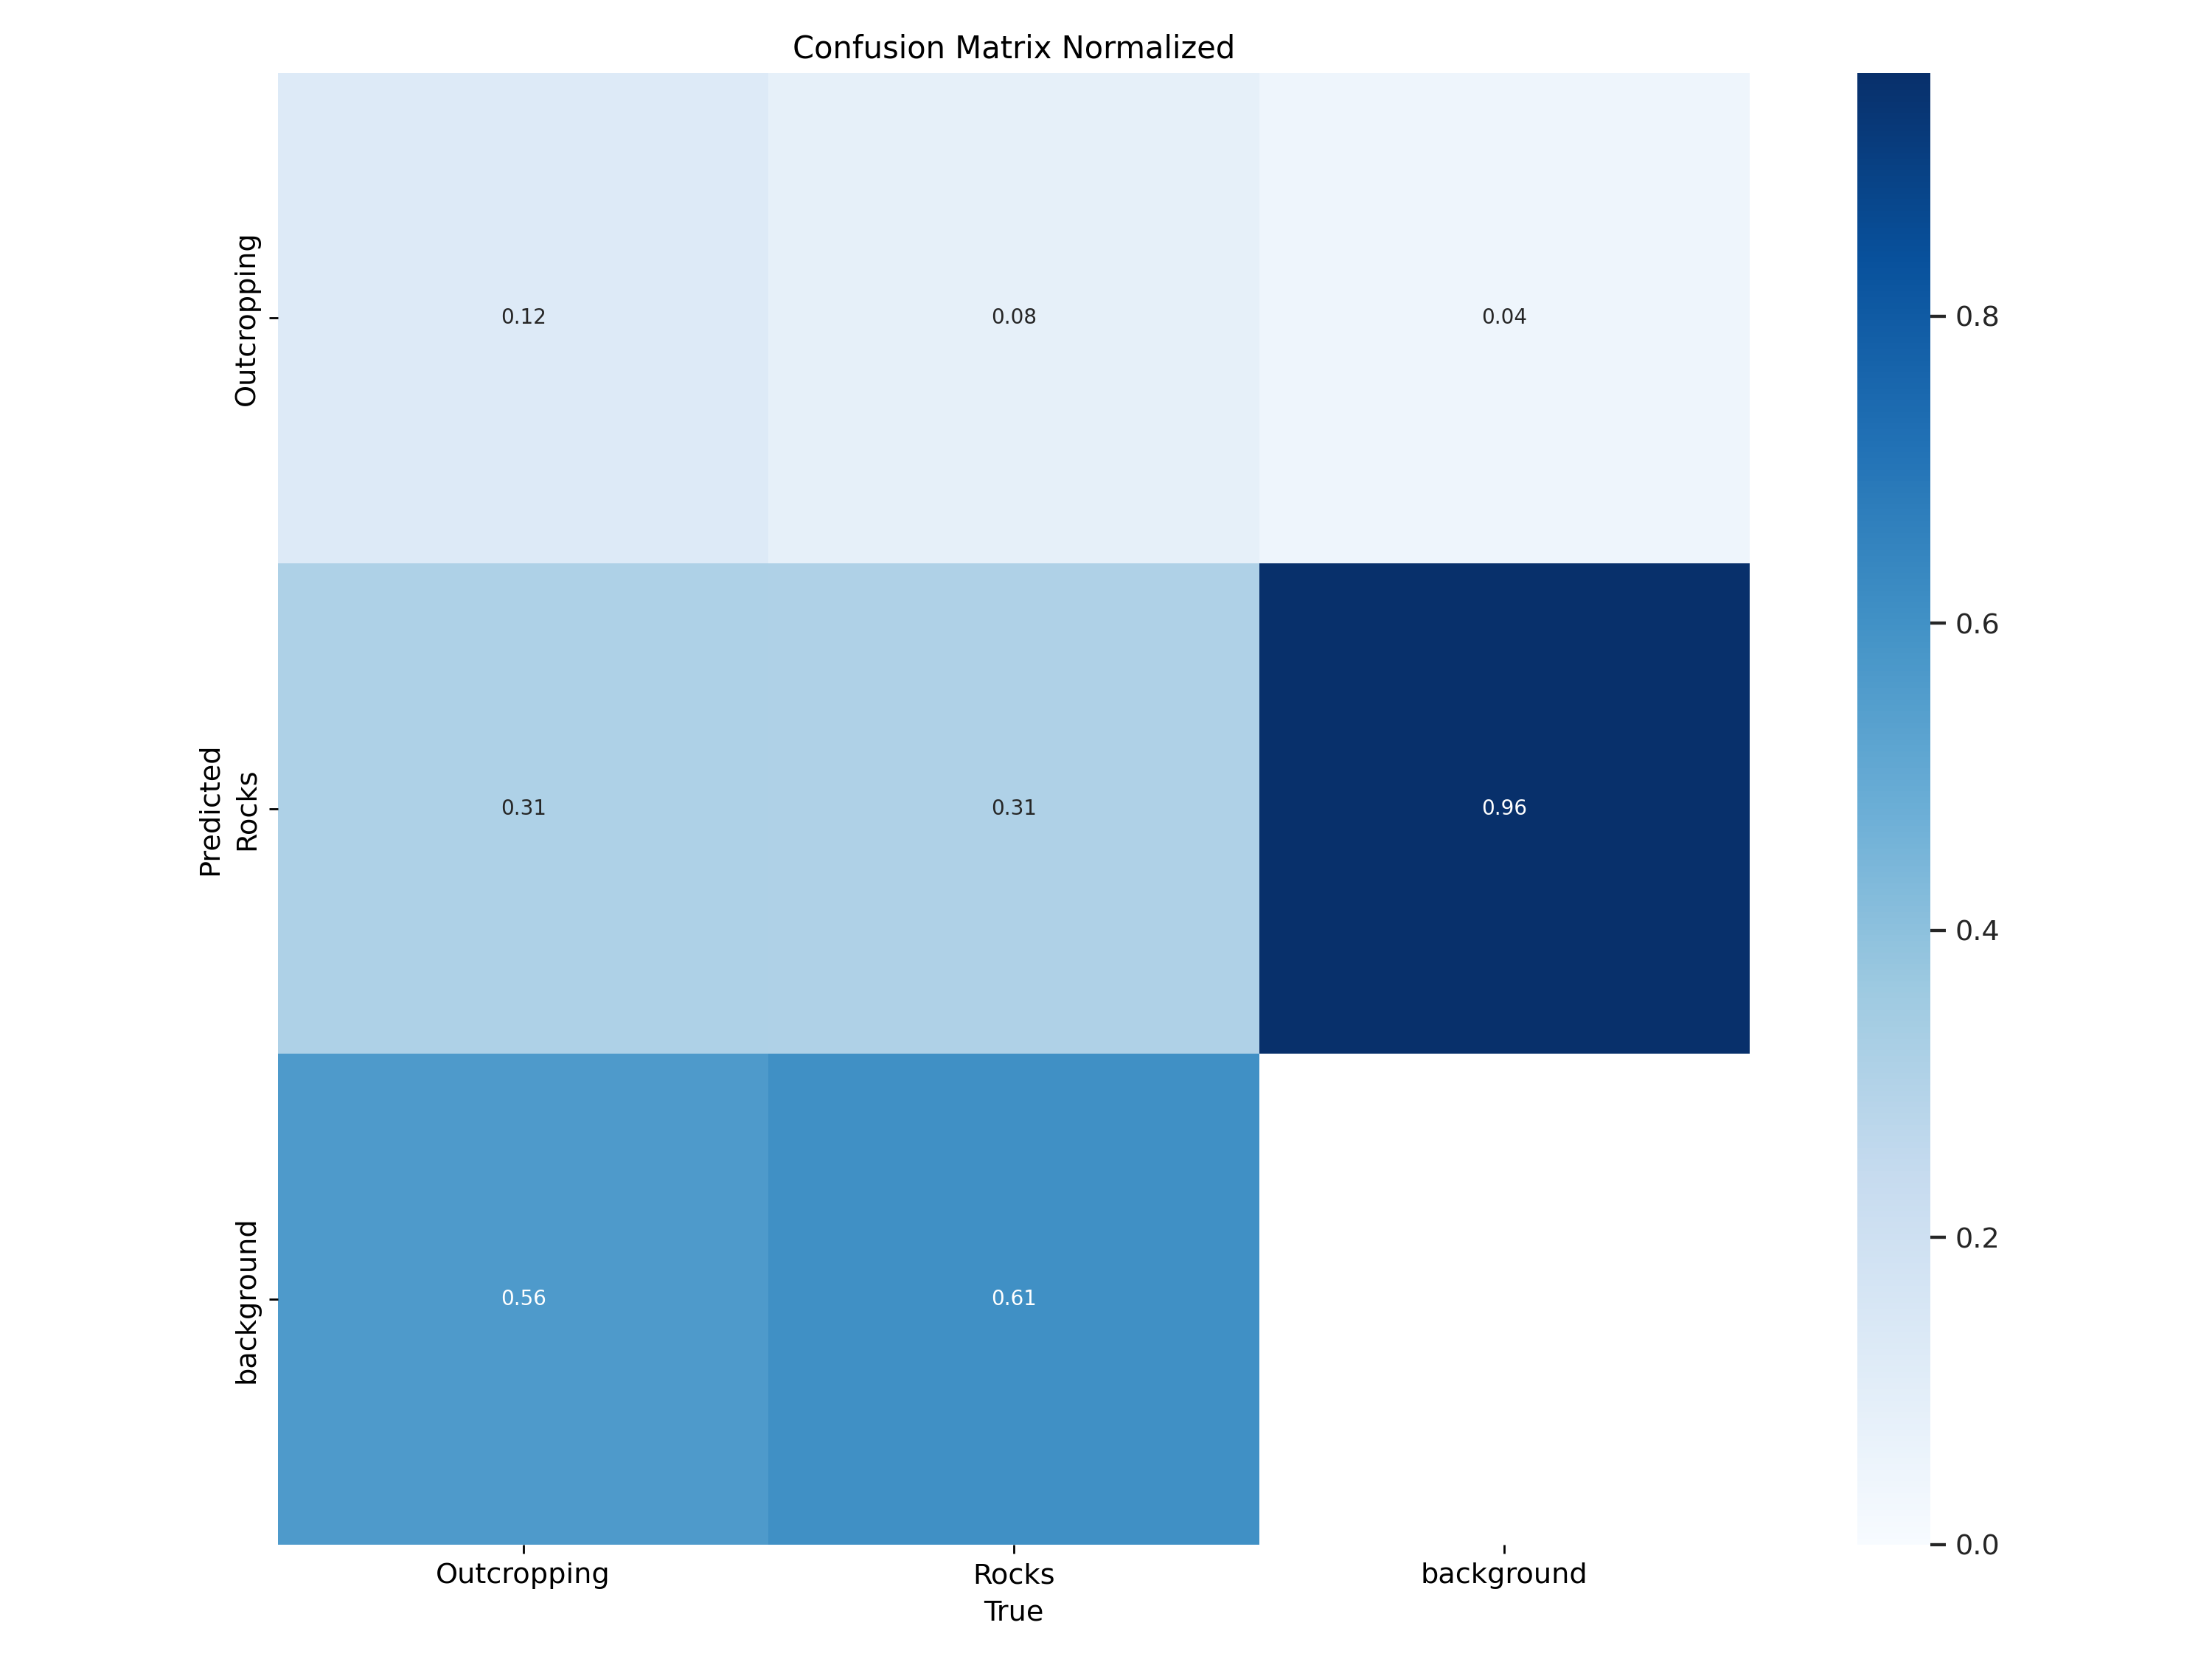 Confusion Matrix Normalized
Outcropping
0.12
0.08
0.04
0.8
0.6
Predicted
Rocks
0.31
0.31
0.96
0.4
0.2
background
0.56
0.61
0.0
Outcropping
Rocks
background
True